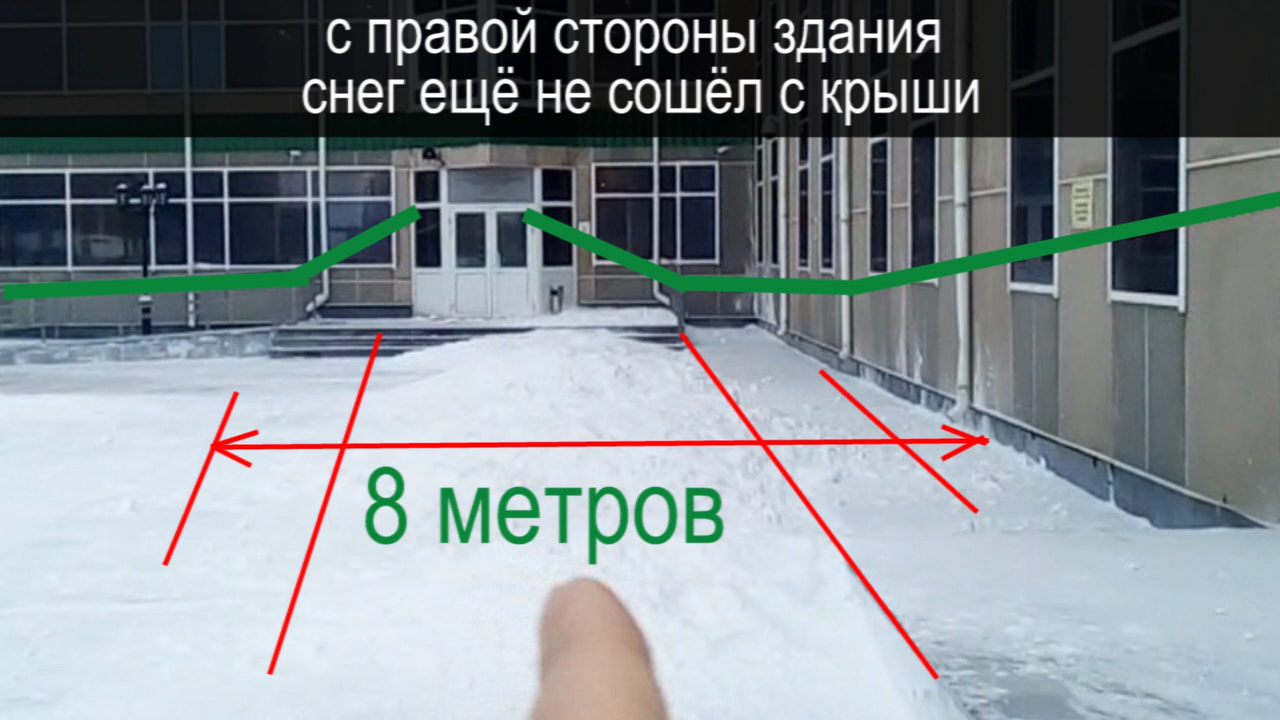 с правой стороны здания
снег ещё не сошёл с крыши
8 метров